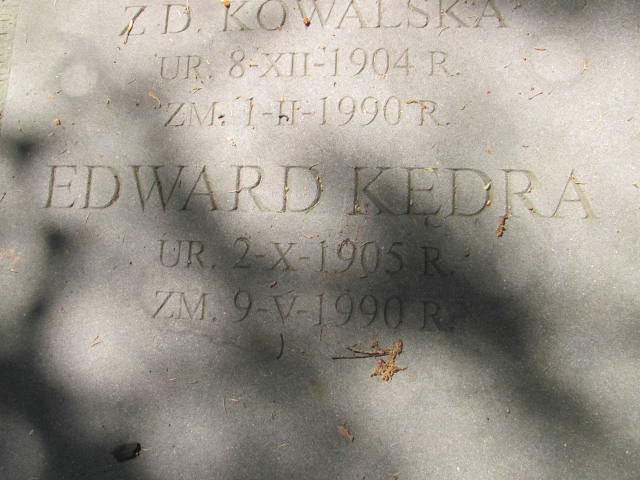 Z D. KOWALSKA
UR. 8-XII-1904 R.
ZM. 1-II-1990 R.
EDWARD KĘDRA
UR. 2-X-1905 R.
ZM. 9-V-1990 R.